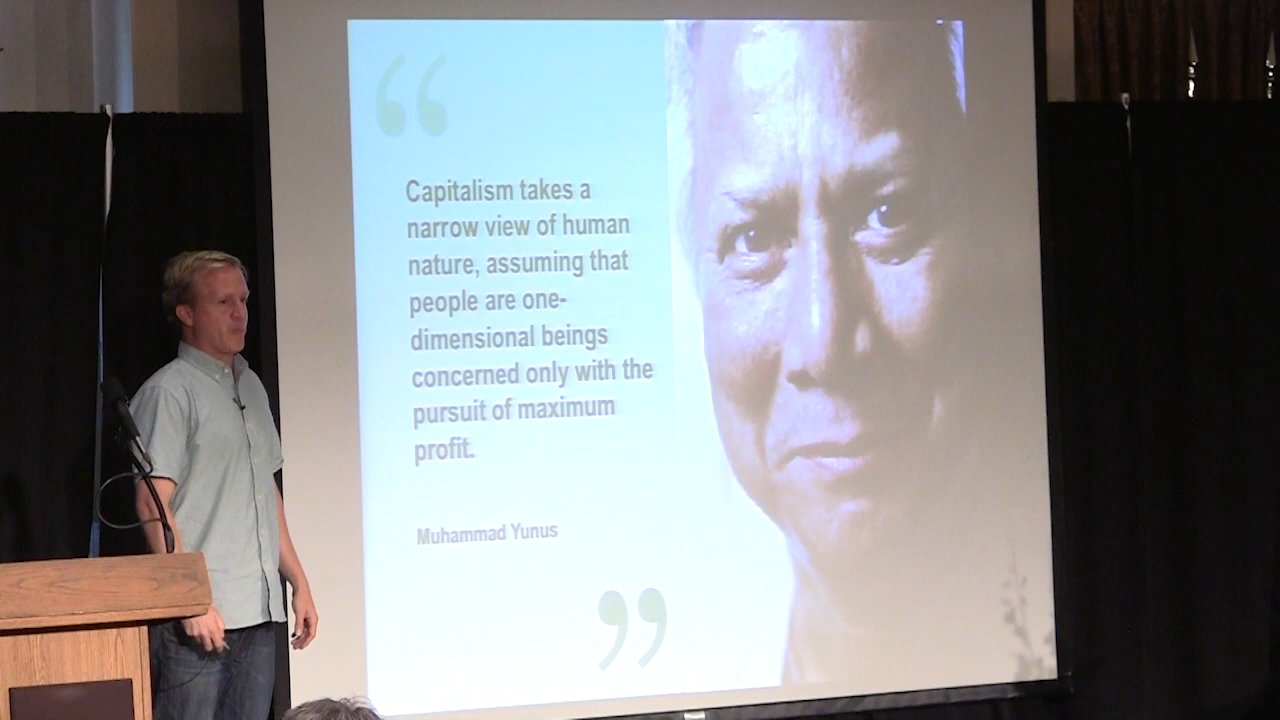 “
Capitalism takes a
narrow view of human
nature, assuming that
people are one-
dimensional beings
concerned only with the
pursuit of maximum
profit.
Muhammad Yunus
”